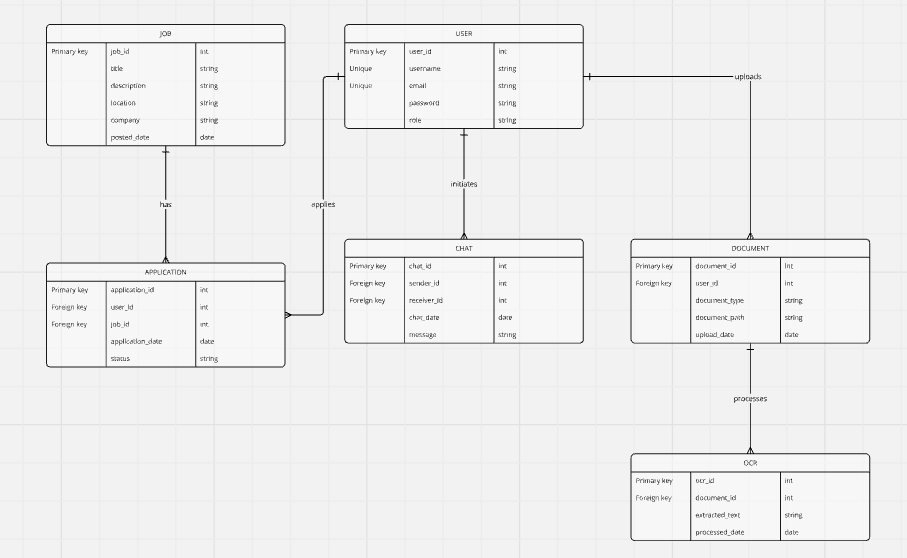 JOB
Primary key job_id int
title string
description string
location string
company string
posted_date date
USER
Primary key user_id int
Unique username string
Unique email string
password string
role string
uploads
has
applies
initiates
APPLICATION
Primary key application_id int
Foreign key user_id int
Foreign key job_id int
application_date date
status string
CHAT
Primary key chat_id int
Foreign key sender_id int
Foreign key receiver_id int
chat_date date
message string
DOCUMENT
Primary key document_id int
Foreign key user_id int
document_type string
document_path string
upload_date date
processes
OCR
Primary key ocr_id int
Foreign key document_id int
extracted_text string
processed_date date